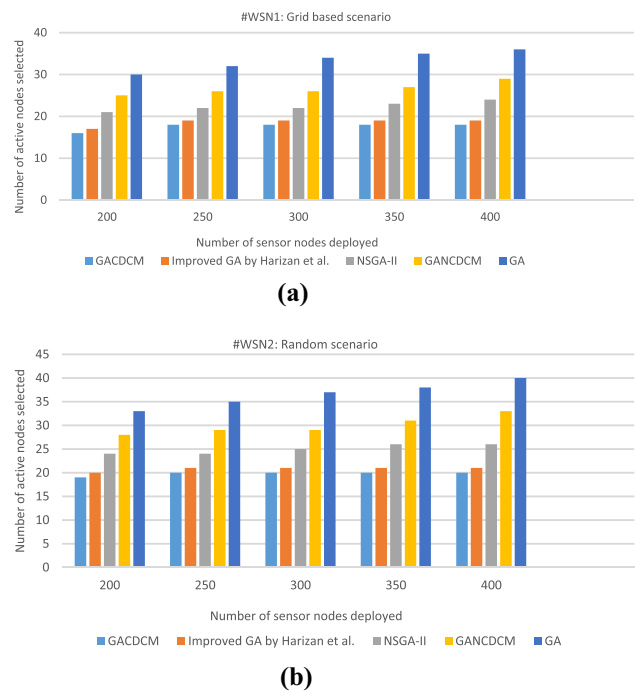 #WSN1: Grid based scenario
Number of active nodes selected
40
30
20
10
0
200 250 300 350 400
Number of sensor nodes deployed
GACDCM Improved GA by Harizan et al. NSGA-II GANCDCM GA
(a)
#WSN2: Random scenario
Number of active nodes selected
45
40
35
30
25
20
15
10
5
0
200 250 300 350 400
Number of sensor nodes deployed
GACDCM Improved GA by Harizan et al. NSGA-II GANCDCM GA
(b)